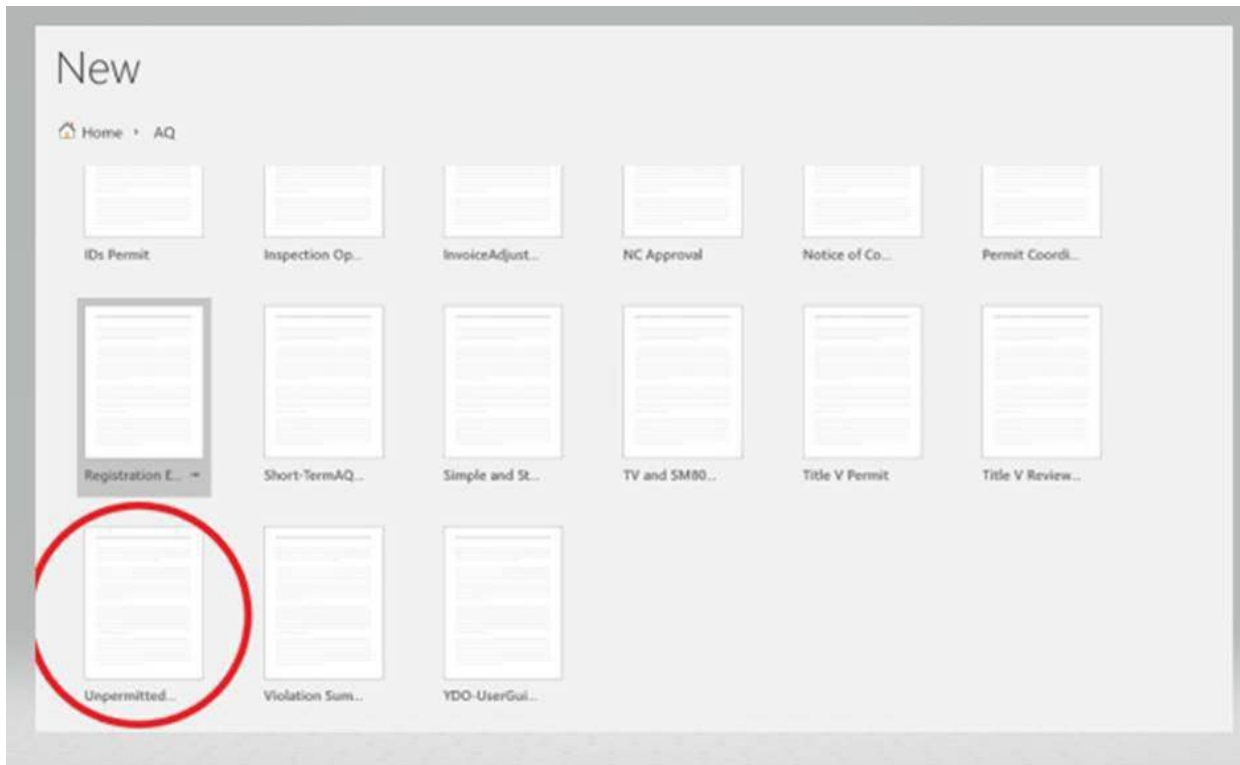 New
Home › AQ
IDs Permit
Inspection Op...
InvoiceAdjust...
NC Approval
Notice of Co...
Permit Coordi...
Registration E...
Short-TermAQ...
Simple and St...
TV and SM80...
Title V Permit
Title V Review...
Unpermitted...
Violation Sum...
YDO-UserGui...